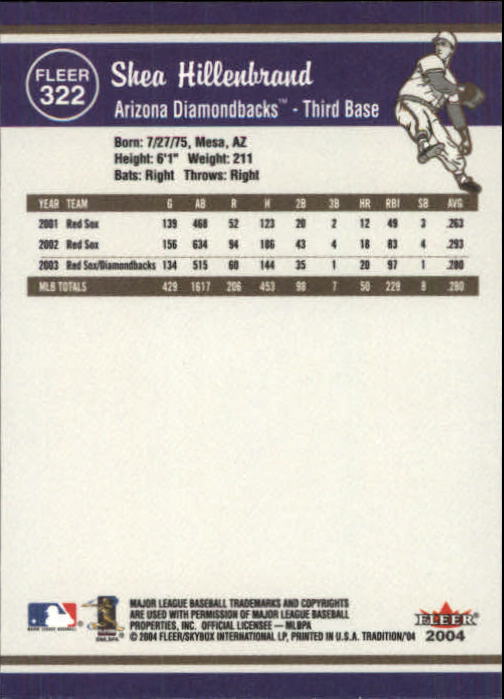 FLEER
322
Shea Hillenbrand
Arizona Diamondbacks™ - Third Base
Born: 7/27/75, Mesa, AZ
Height: 6'1" Weight: 211
Bats: Right Throws: Right
YEAR TEAM G AB R H 2B 3B HR RBI SB AVG
2001 Red Sox 139 468 52 123 20 2 12 49 3 .263
2002 Red Sox 156 634 94 186 43 4 18 83 4 .293
2003 Red Sox/Diamondbacks 134 515 60 144 35 1 20 97 1 .280
MLB TOTALS 429 1617 206 453 98 7 50 229 8 .280
MAJOR LEAGUE BASEBALL TRADEMARKS AND COPYRIGHTS
ARE USED WITH PERMISSION OF MAJOR LEAGUE BASEBALL
PROPERTIES, INC. OFFICIAL LICENSEE — MLBPA
© 2004 FLEER/SKYBOX INTERNATIONAL LP, PRINTED IN U.S.A. TRADITION/'04
FLEER
2004